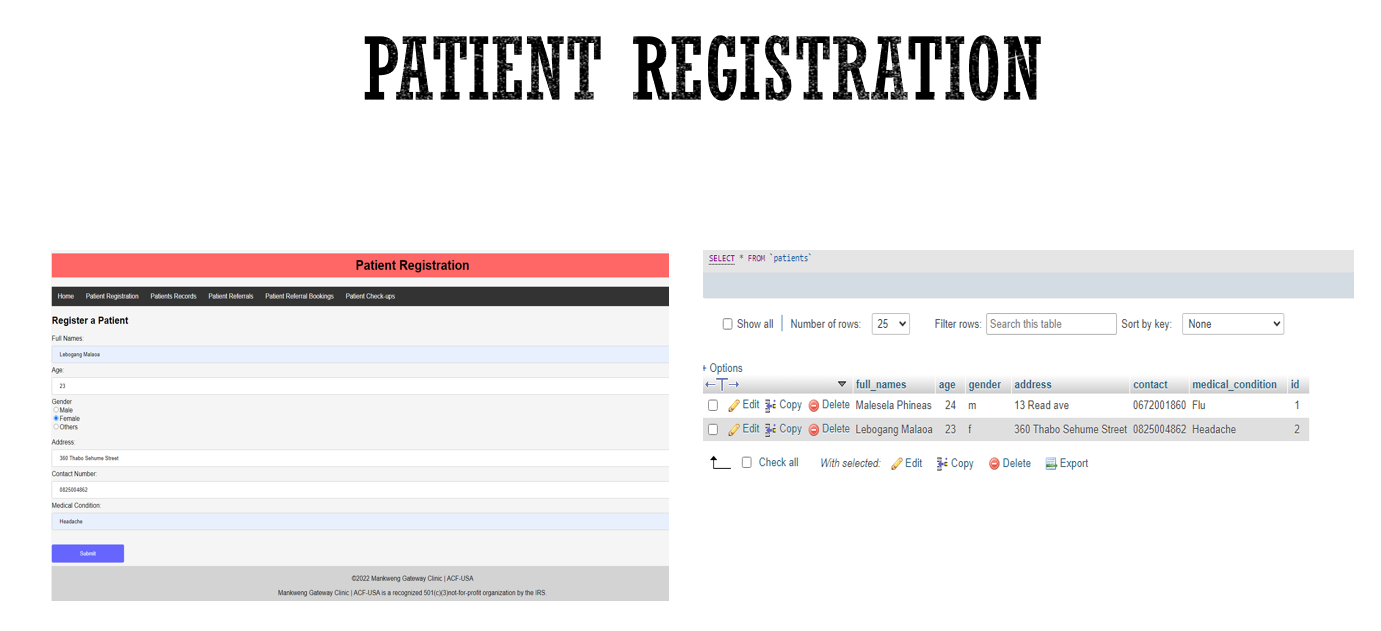 PATIENT REGISTRATION
Patient Registration
Home Patient Registration Patients Records Patient Referrals Patient Referral Bookings Patient Check-ups
Register a Patient
Full Names:
Lebogang Malaoa
Age:
23
Gender
Male
Female
Others
Address:
360 Thabo Sehume Street
Contact Number:
0825004862
Medical Condition:
Headache
Submit
©2022 Mankweng Gateway Clinic | ACF-USA
Mankweng Gateway Clinic | ACF-USA is a recognized 501(c)(3)not-for-profit organization by the IRS.
SELECT * FROM `patients`
Show all Number of rows: 25 Filter rows: Search this table Sort by key: None
Options
full_names age gender address contact medical_condition id
Edit Copy Delete Malesela Phineas 24 m 13 Read ave 0672001860 Flu 1
Edit Copy Delete Lebogang Malaoa 23 f 360 Thabo Sehume Street 0825004862 Headache 2
Check all With selected: Edit Copy Delete Export